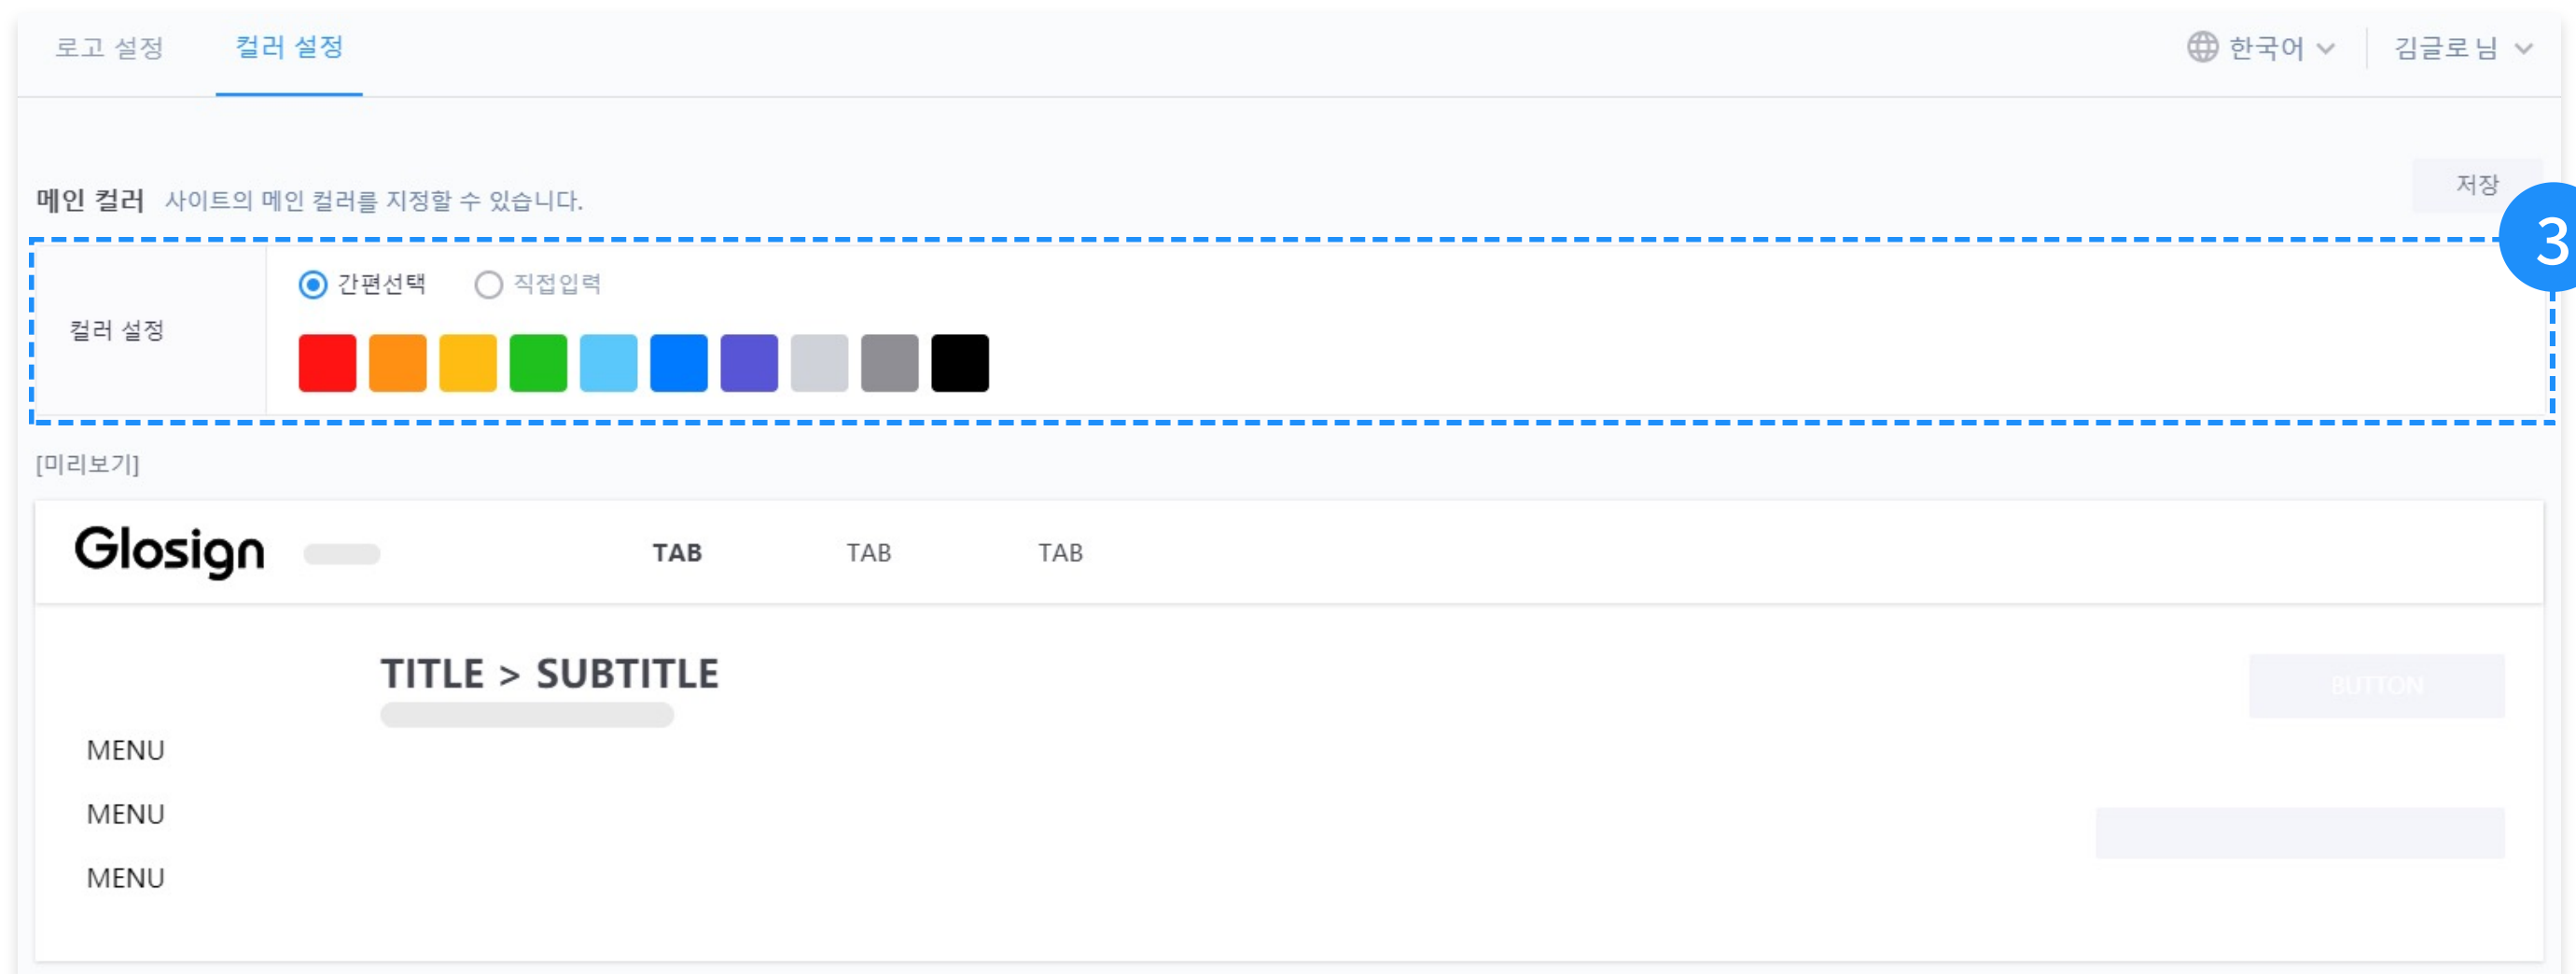 로고 설정 컬러 설정 한국어 김글로 님
저장
메인 컬러 사이트의 메인 컬러를 지정할 수 있습니다.
3
간편선택 직접입력
컬러 설정
[미리보기]
Glosign TAB TAB TAB
TITLE > SUBTITLE
BUTTON
MENU
MENU
MENU